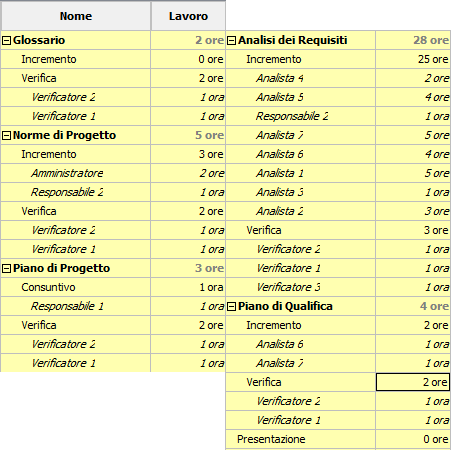 Nome Lavoro
Glossario 2 ore
Incremento 0 ore
Verifica 2 ore
Verificatore 2 1 ora
Verificatore 1 1 ora
Norme di Progetto 5 ore
Incremento 3 ore
Amministratore 2 ore
Responsabile 2 1 ora
Verifica 2 ore
Verificatore 2 1 ora
Verificatore 1 1 ora
Piano di Progetto 3 ore
Consuntivo 1 ora
Responsabile 1 1 ora
Verifica 2 ore
Verificatore 2 1 ora
Verificatore 1 1 ora
Analisi dei Requisiti 28 ore
Incremento 25 ore
Analista 4 2 ore
Analista 5 4 ore
Responsabile 2 1 ora
Analista 7 5 ore
Analista 6 4 ore
Analista 1 5 ore
Analista 3 1 ora
Analista 2 3 ore
Verifica 3 ore
Verificatore 2 1 ora
Verificatore 1 1 ora
Verificatore 3 1 ora
Piano di Qualifica 4 ore
Incremento 2 ore
Analista 6 1 ora
Analista 7 1 ora
Verifica 2 ore
Verificatore 2 1 ora
Verificatore 1 1 ora
Presentazione 0 ore